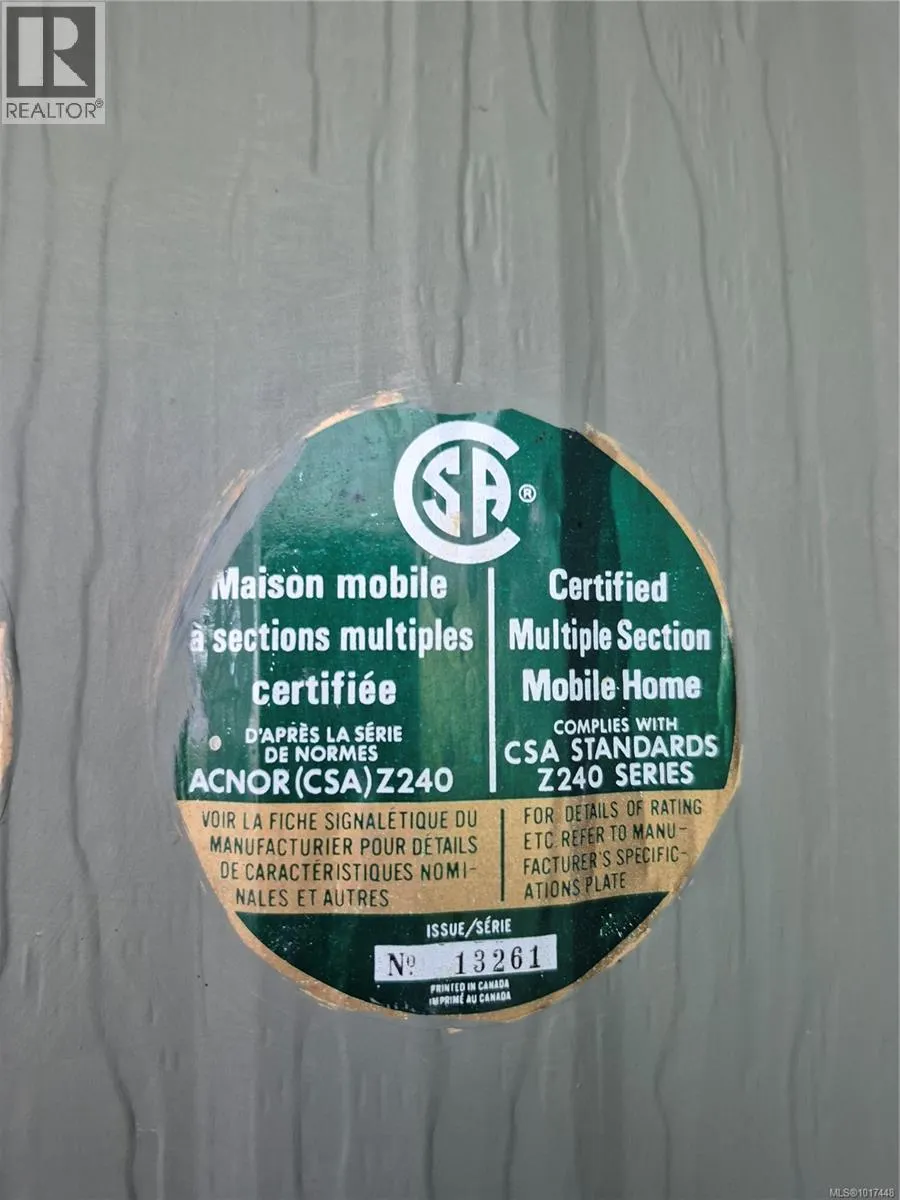 REALTOR®
CSA ®
Maison mobile
à sections multiples
certifiée
D'APRÈS LA SÉRIE
DE NORMES
ACNOR (CSA) Z240
Certified
Multiple Section
Mobile Home
COMPLIES WITH
CSA STANDARDS
Z240 SERIES
VOIR LA FICHE SIGNALÉTIQUE DU
MANUFACTURIER POUR DÉTAILS
DE CARACTÉRISTIQUES NOMI-
NALES ET AUTRES
FOR DETAILS OF RATING
ETC. REFER TO MANU-
FACTURER'S SPECIFIC-
ATIONS PLATE
ISSUE/SÉRIE
Nº 13261
PRINTED IN CANADA
IMPRIMÉ AU CANADA
MLS®1017448